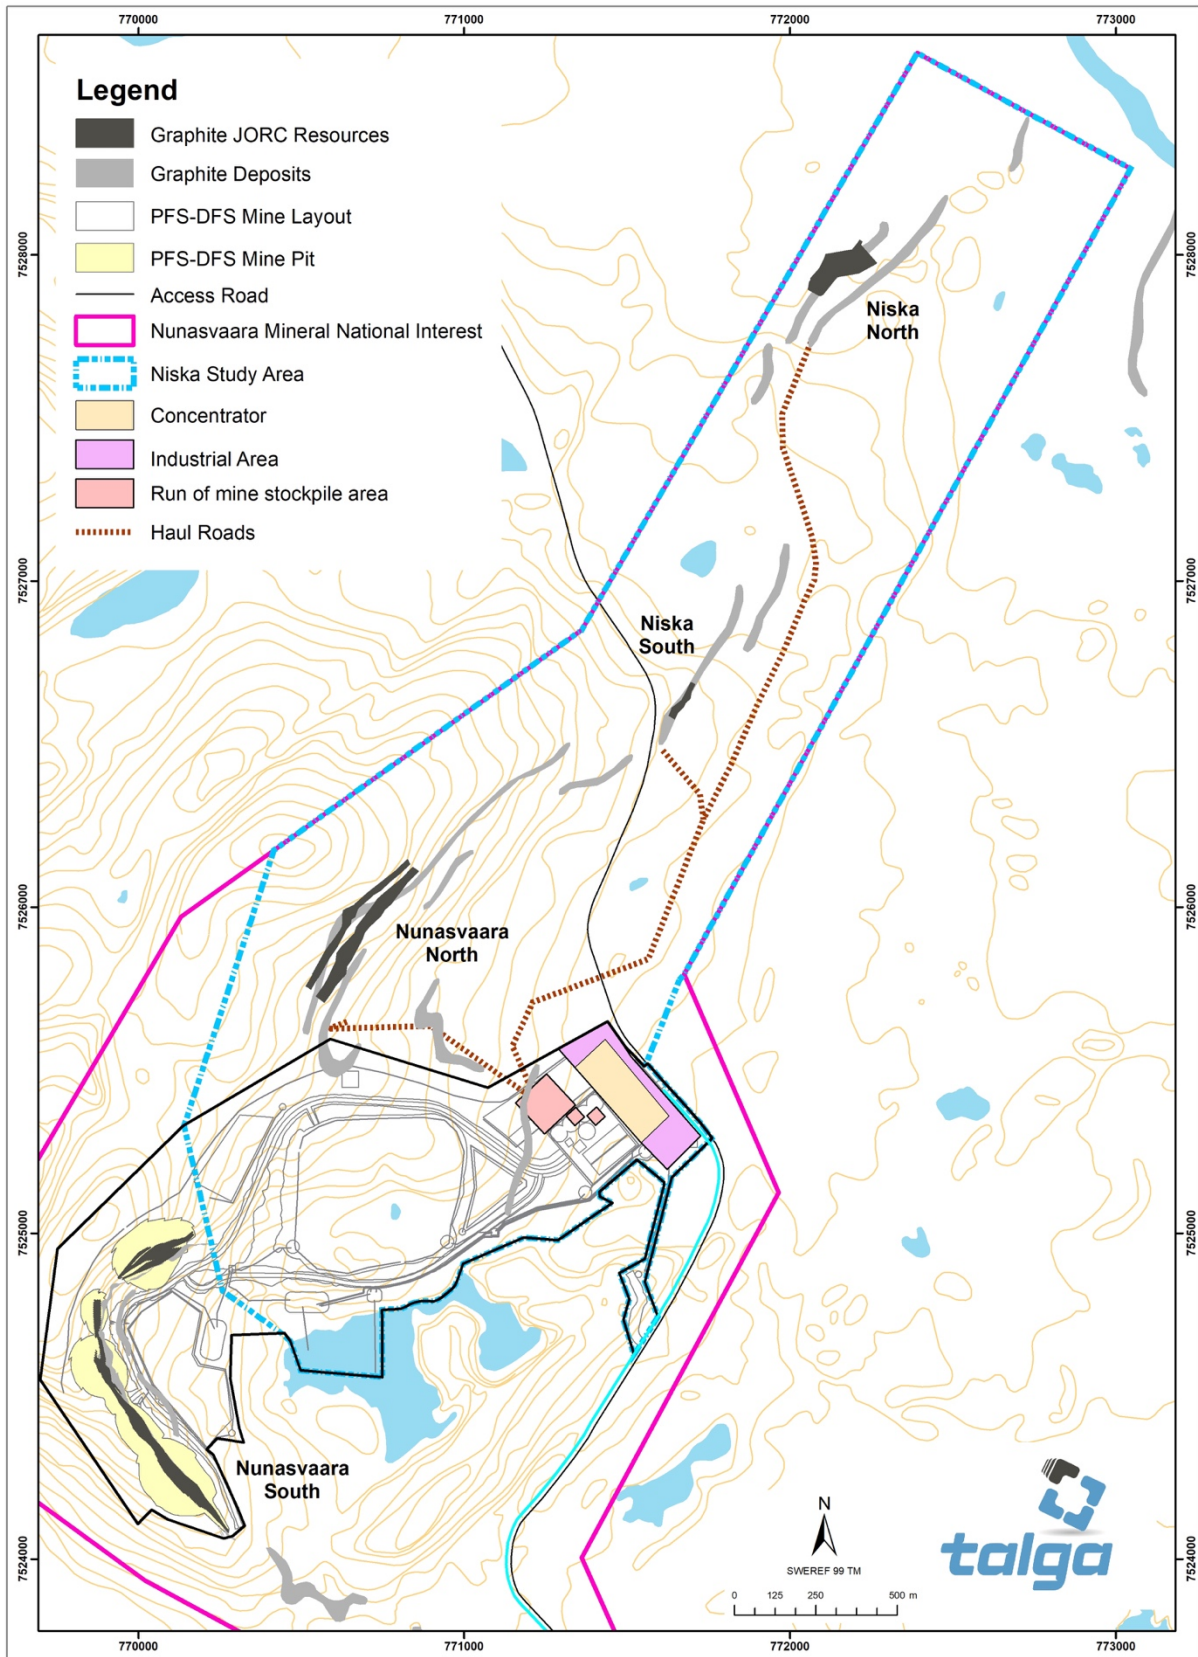 770000
771000
772000
773000
Legend
Graphite JORC Resources
Graphite Deposits
PFS-DFS Mine Layout
PFS-DFS Mine Pit
Access Road
Nunasvaara Mineral National Interest
Niska Study Area
Concentrator
Industrial Area
Run of mine stockpile area
Haul Roads
7528000
7528000
Niska
North
7527000
7527000
Niska
South
7526000
7526000
Nunasvaara
North
7525000
7525000
Nunasvaara
South
N
SWEREF 99 TM
0 125 250 500 m
talga
7524000
7524000
770000
771000
772000
773000